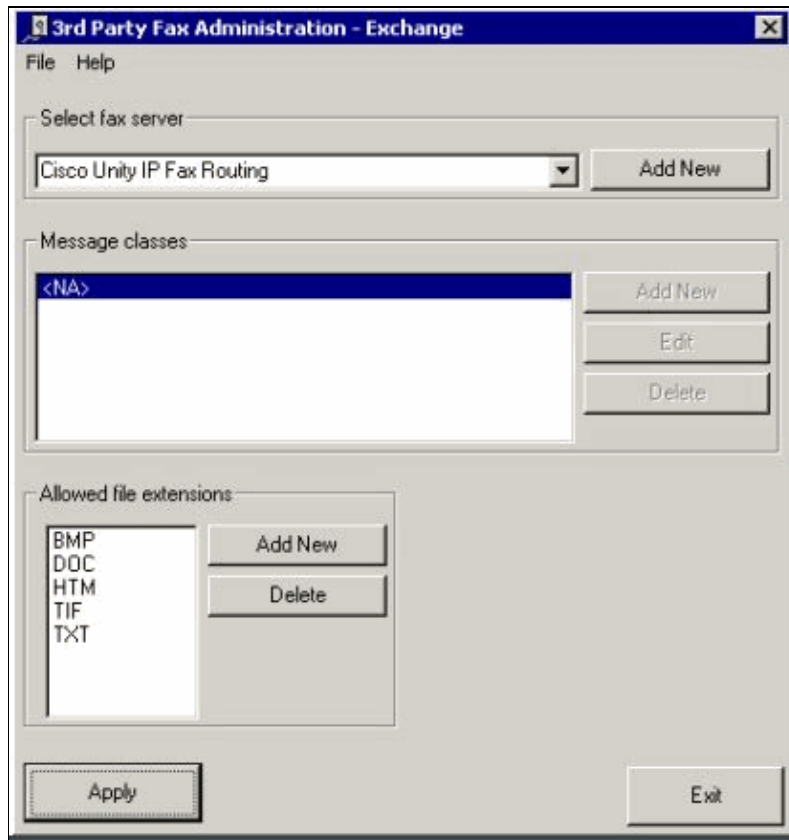 3rd Party Fax Administration - Exchange
File Help
Select fax server
Cisco Unity IP Fax Routing
Add New
Message classes
<NA>
Add New
Edit
Delete
Allowed file extensions
BMP
DOC
HTM
TIF
TXT
Add New
Delete
Apply
Exit